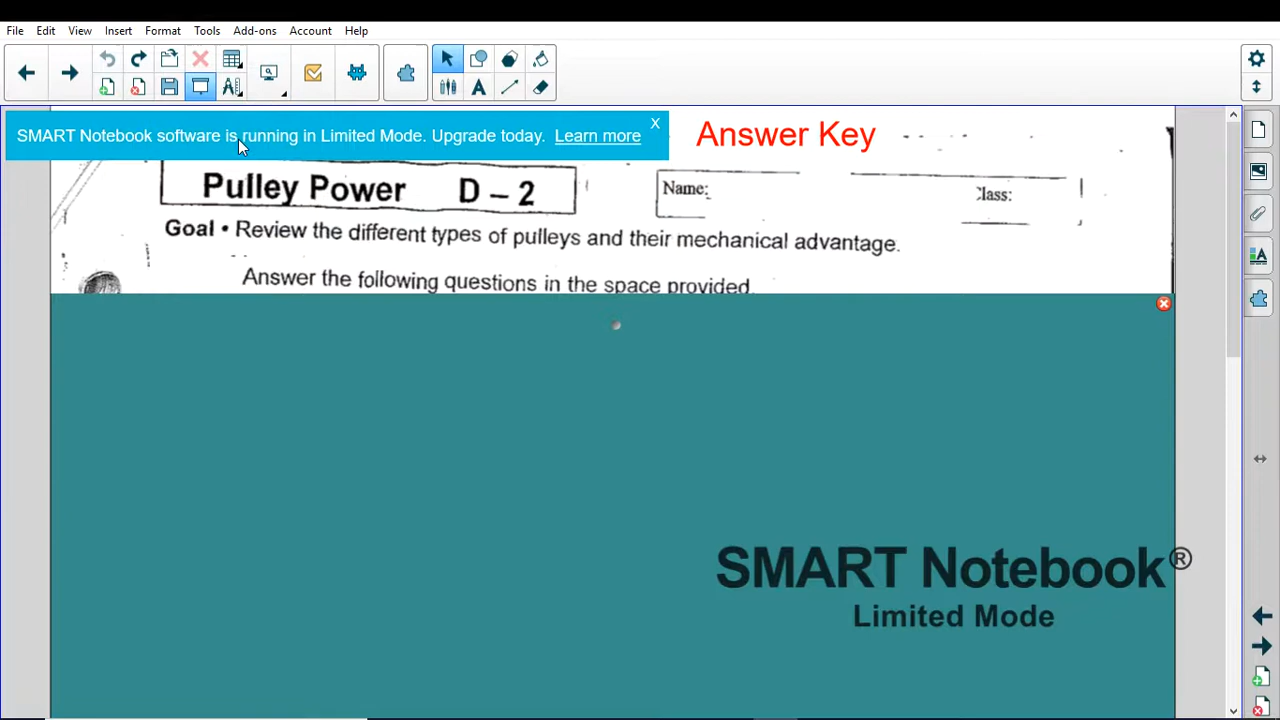 File Edit View Insert Format Tools Add-ons Account Help
SMART Notebook software is running in Limited Mode. Upgrade today. Learn more X
Answer Key
Pulley Power D – 2
Name:
lass:
Goal • Review the different types of pulleys and their mechanical advantage.
Answer the following questions in the space provided.
SMART Notebook®
Limited Mode